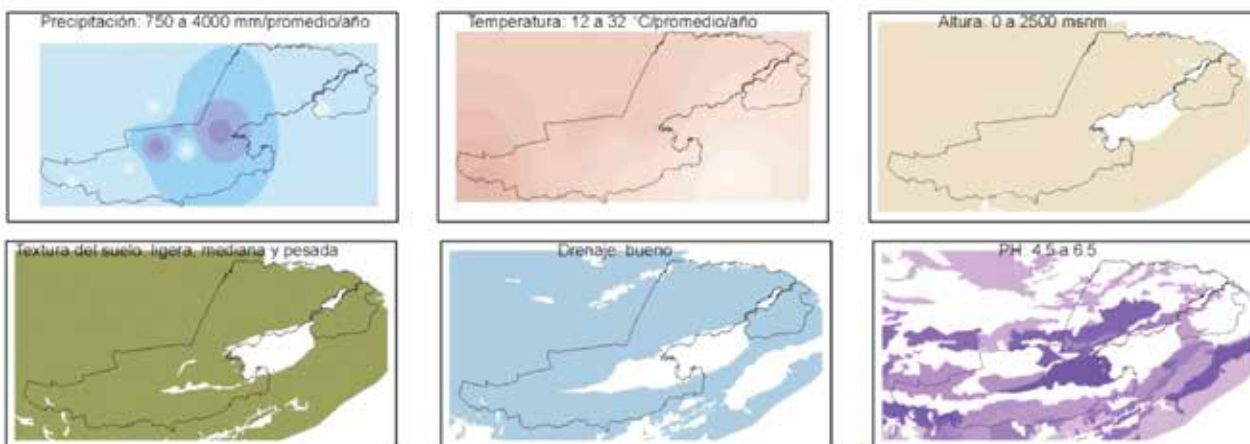 Precipitación: 750 a 4000 mm/promedio/año
Temperatura: 12 a 32 °C/promedio/año
Altura: 0 a 2500 msnm
Textura del suelo: ligera, mediana y pesada
Drenaje: bueno
PH: 4.5 a 6.5